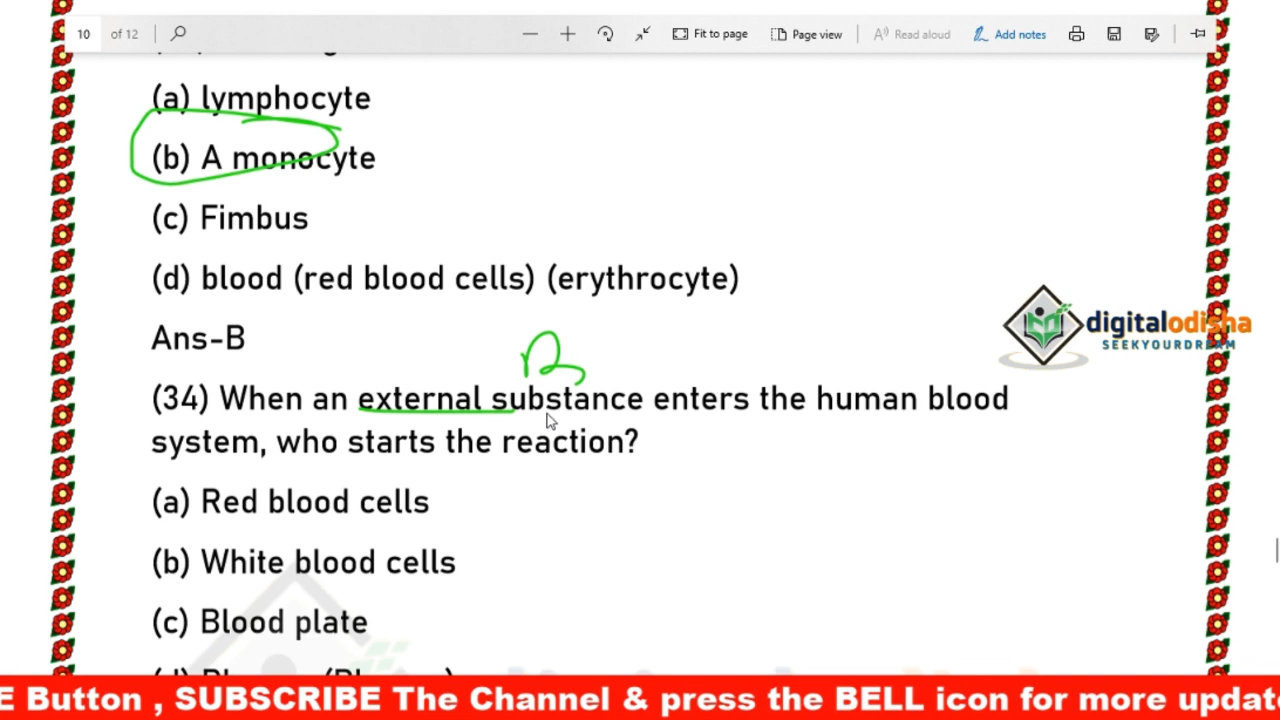 10 of 12 Fit to page Page view Read aloud Add notes
(a) lymphocyte
(b) A monocyte
(c) Fimbus
(d) blood (red blood cells) (erythrocyte)
digitalodisha
SEEKYOURDREAM
Ans-B
B
(34) When an external substance enters the human blood
system, who starts the reaction?
(a) Red blood cells
(b) White blood cells
(c) Blood plate
E Button , SUBSCRIBE The Channel & press the BELL icon for more updat